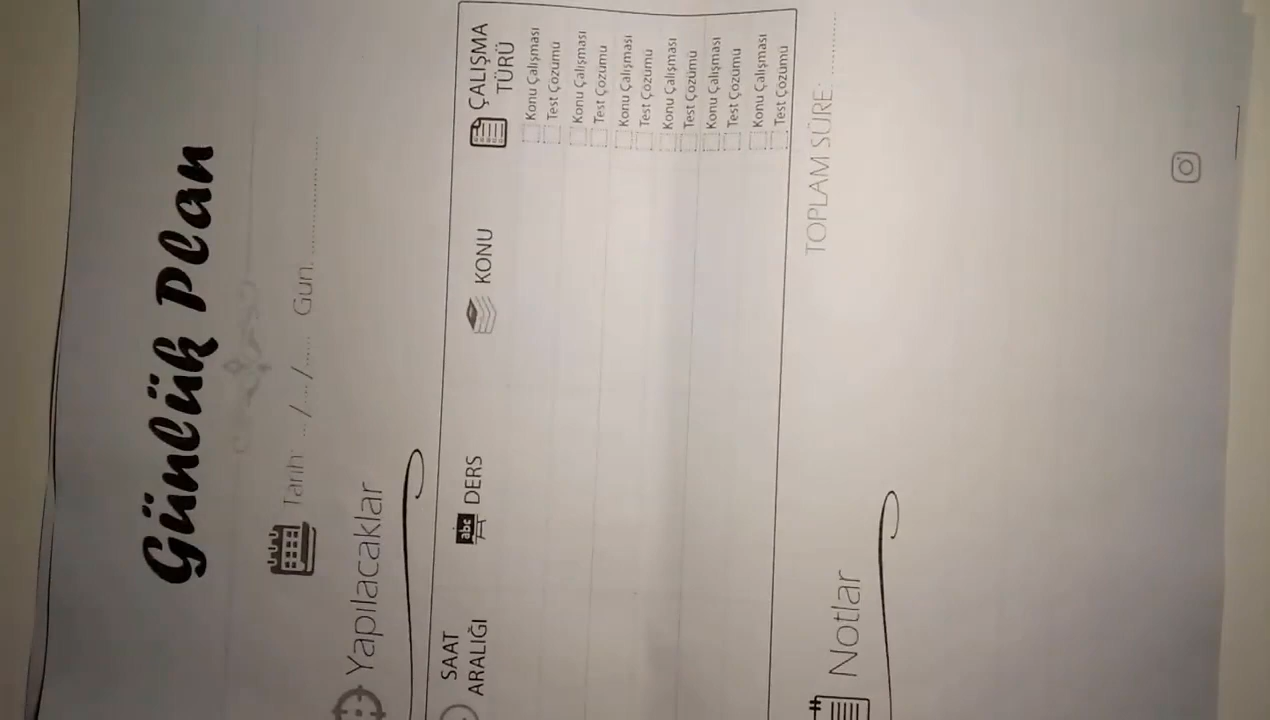 Günlük Plan
Tarih: .../.../..... Gün: ....................
Yapılacaklar
SAAT ARALIĞI DERS KONU ÇALIŞMA TÜRÜ
Konu Çalışması
Test Çözümü
Konu Çalışması
Test Çözümü
Konu Çalışması
Test Çözümü
Konu Çalışması
Test Çözümü
Konu Çalışması
Test Çözümü
Konu Çalışması
Test Çözümü
TOPLAM SÜRE: ............
Notlar